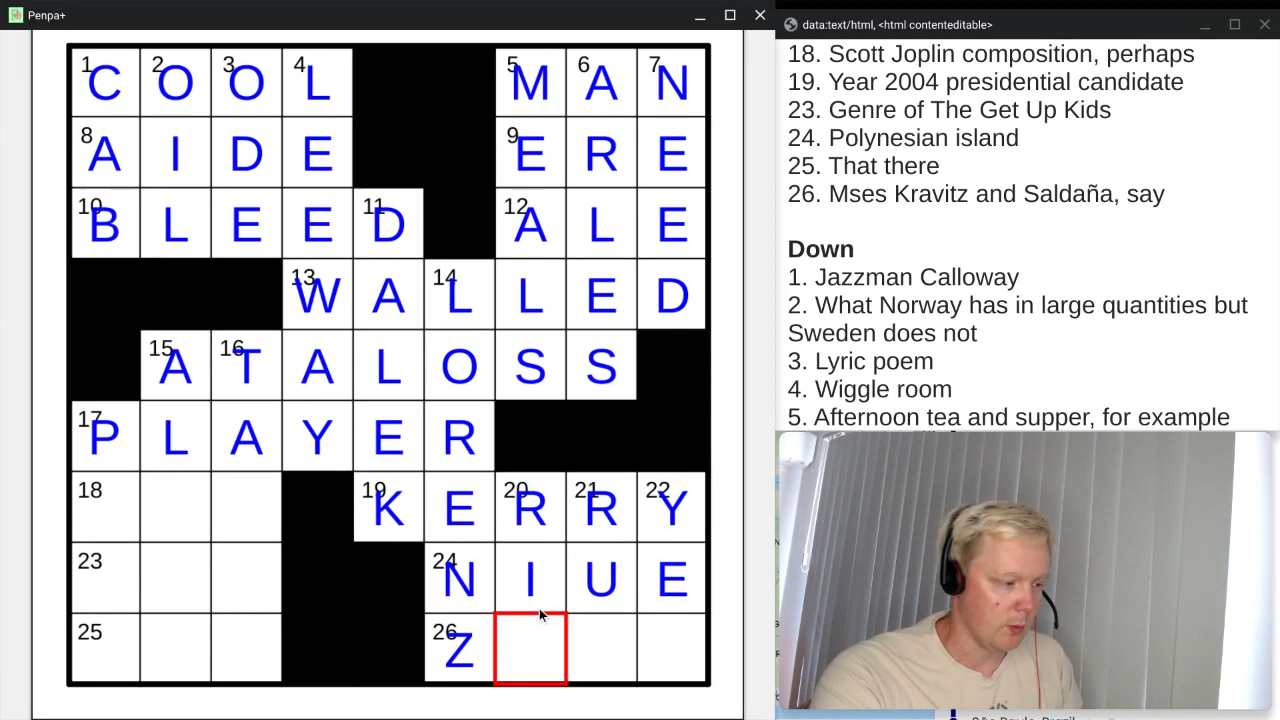 Penpa+
data:text/html, <html contenteditable>
1 C 2 O 3 O 4 L 5 M 6 A 7 N
8 A I D E 9 E R E
10 B L E E 11 D 12 A L E
13 W A 14 L L E D
15 A 16 T A L O S S
17 P L A Y E R
18 19 K E 20 R 21 R 22 Y
23 24 N I U E
25 26 Z
18. Scott Joplin composition, perhaps
19. Year 2004 presidential candidate
23. Genre of The Get Up Kids
24. Polynesian island
25. That there
26. Mses Kravitz and Saldaña, say
Down
1. Jazzman Calloway
2. What Norway has in large quantities but
Sweden does not
3. Lyric poem
4. Wiggle room
5. Afternoon tea and supper, for example